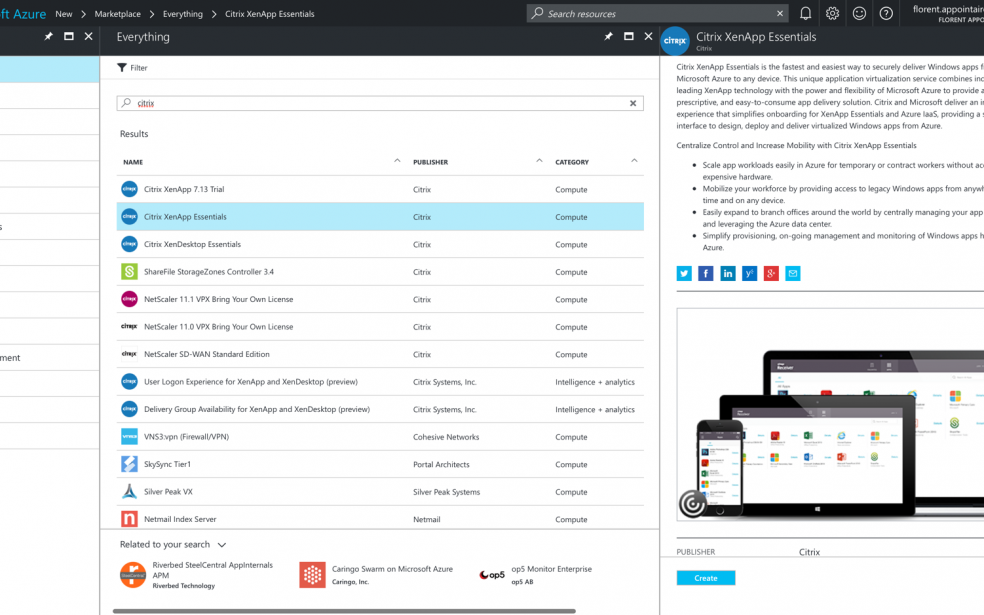 ft Azure New > Marketplace > Everything > Citrix XenApp Essentials
Search resources
florent.appointaire
FLORENT APPO
Everything
Citrix XenApp Essentials
Citrix
Filter
citrix
Results
NAME PUBLISHER CATEGORY
Citrix XenApp 7.13 Trial Citrix Compute
Citrix XenApp Essentials Citrix Compute
Citrix XenDesktop Essentials Citrix Compute
ShareFile StorageZones Controller 3.4 Citrix Compute
NetScaler 11.1 VPX Bring Your Own License Citrix Compute
NetScaler 11.0 VPX Bring Your Own License Citrix Compute
NetScaler SD-WAN Standard Edition Citrix Compute
User Logon Experience for XenApp and XenDesktop (preview) Citrix Systems, Inc. Intelligence + analytics
Delivery Group Availability for XenApp and XenDesktop (preview) Citrix Systems, Inc. Intelligence + analytics
VNS3:vpn (Firewall/VPN) Cohesive Networks Compute
SkySync Tier1 Portal Architects Compute
Silver Peak VX Silver Peak Systems Compute
Netmail Index Server Netmail Compute
s
ment
Related to your search
Riverbed SteelCentral AppInternals
APM
Riverbed Technology
Caringo Swarm on Microsoft Azure
Caringo, Inc.
op5
op5 Monitor Enterprise
op5 AB
Citrix XenApp Essentials is the fastest and easiest way to securely deliver Windows apps f
Microsoft Azure to any device. This unique application virtualization service combines ind
leading XenApp technology with the power and flexibility of Microsoft Azure to provide a
prescriptive, and easy-to-consume app delivery solution. Citrix and Microsoft deliver an in
experience that simplifies onboarding for XenApp Essentials and Azure IaaS, providing a s
interface to design, deploy and deliver virtualized Windows apps from Azure.
Centralize Control and Increase Mobility with Citrix XenApp Essentials
Scale app workloads easily in Azure for temporary or contract workers without acc
expensive hardware.
Mobilize your workforce by providing access to legacy Windows apps from anywh
time and on any device.
Easily expand to branch offices around the world by centrally managing your app
and leveraging the Azure data center.
Simplify provisioning, on-going management and monitoring of Windows apps h
Azure.
Receiver
Receiver
PUBLISHER Citrix
Create